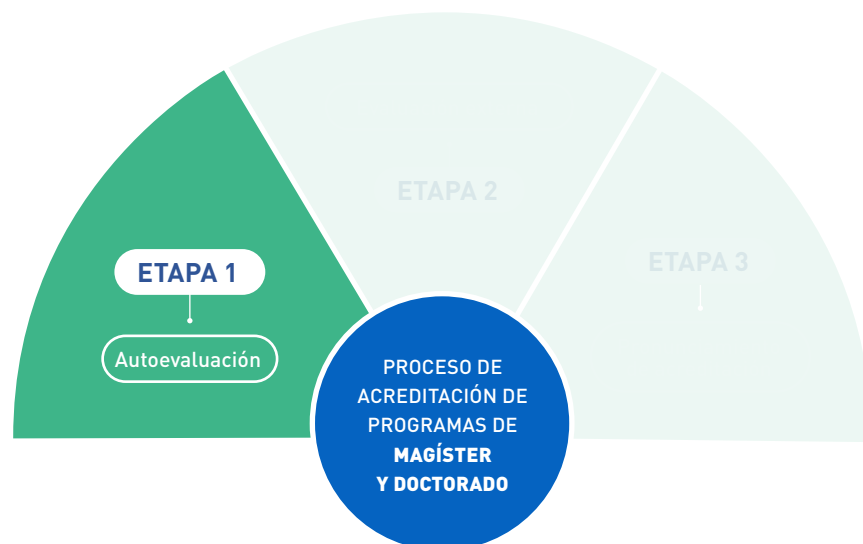 ETAPA 1
Autoevaluación
ETAPA 2
ETAPA 3
PROCESO DE
ACREDITACIÓN DE
PROGRAMAS DE
MAGÍSTER
Y DOCTORADO